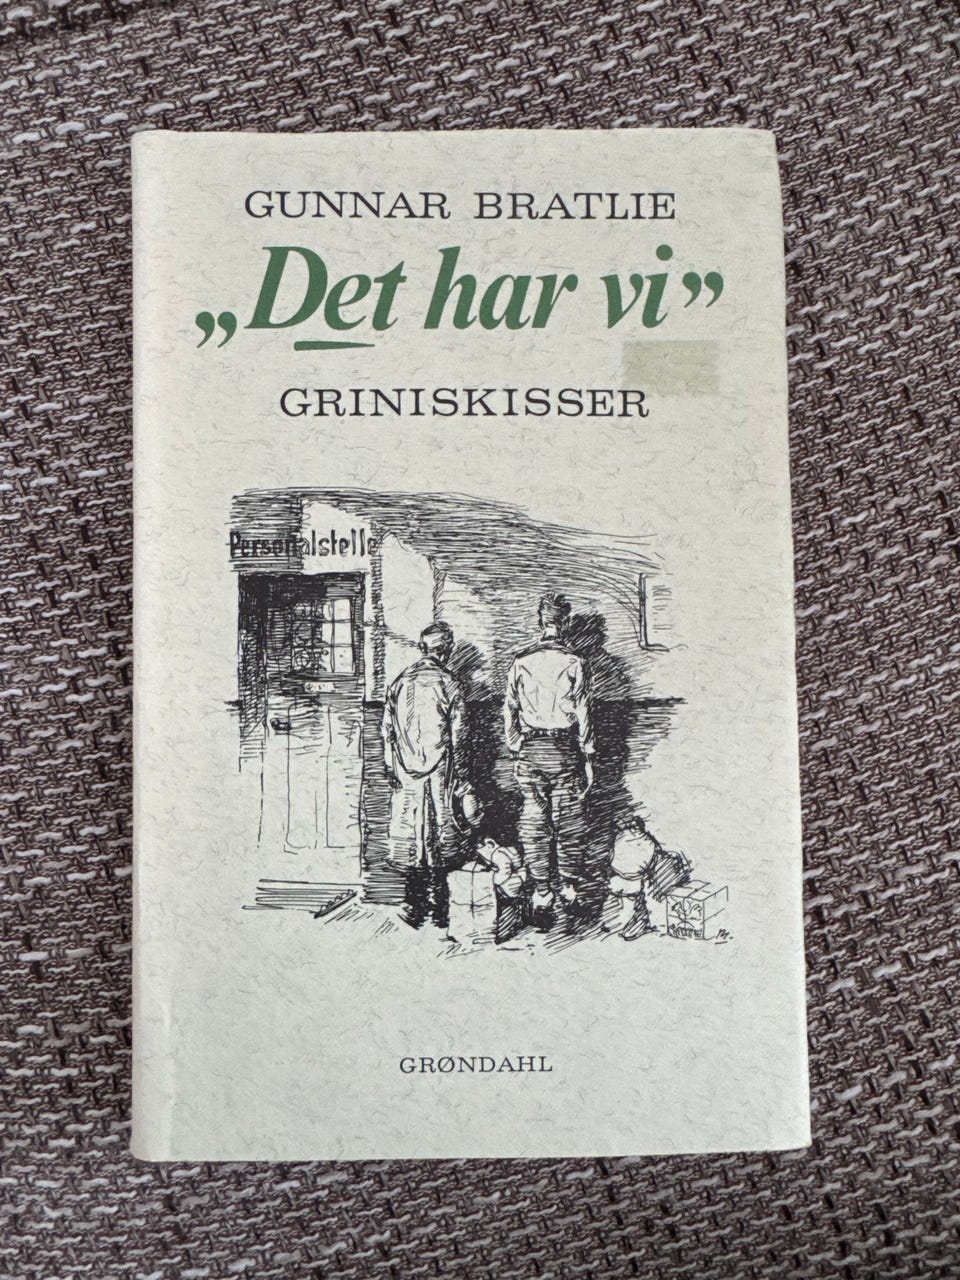 GUNNAR BRATLIE
„Det har vi”
GRINISKISSER
Personalstelle
GRØNDAHL